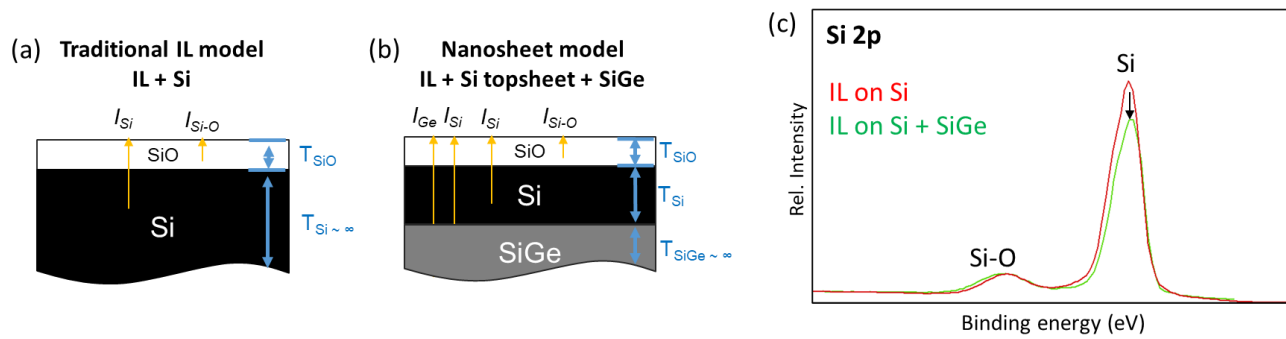 (a) Traditional IL model
IL + Si
I_Si I_Si-O
SiO
T_SiO
Si
T_Si ~ ∞
(b) Nanosheet model
IL + Si topsheet + SiGe
I_Ge I_Si I_Si I_Si-O
SiO
T_SiO
Si
T_Si
SiGe
T_SiGe ~ ∞
(c)
Si 2p
IL on Si
IL on Si + SiGe
Si
Si-O
Rel. Intensity
Binding energy (eV)